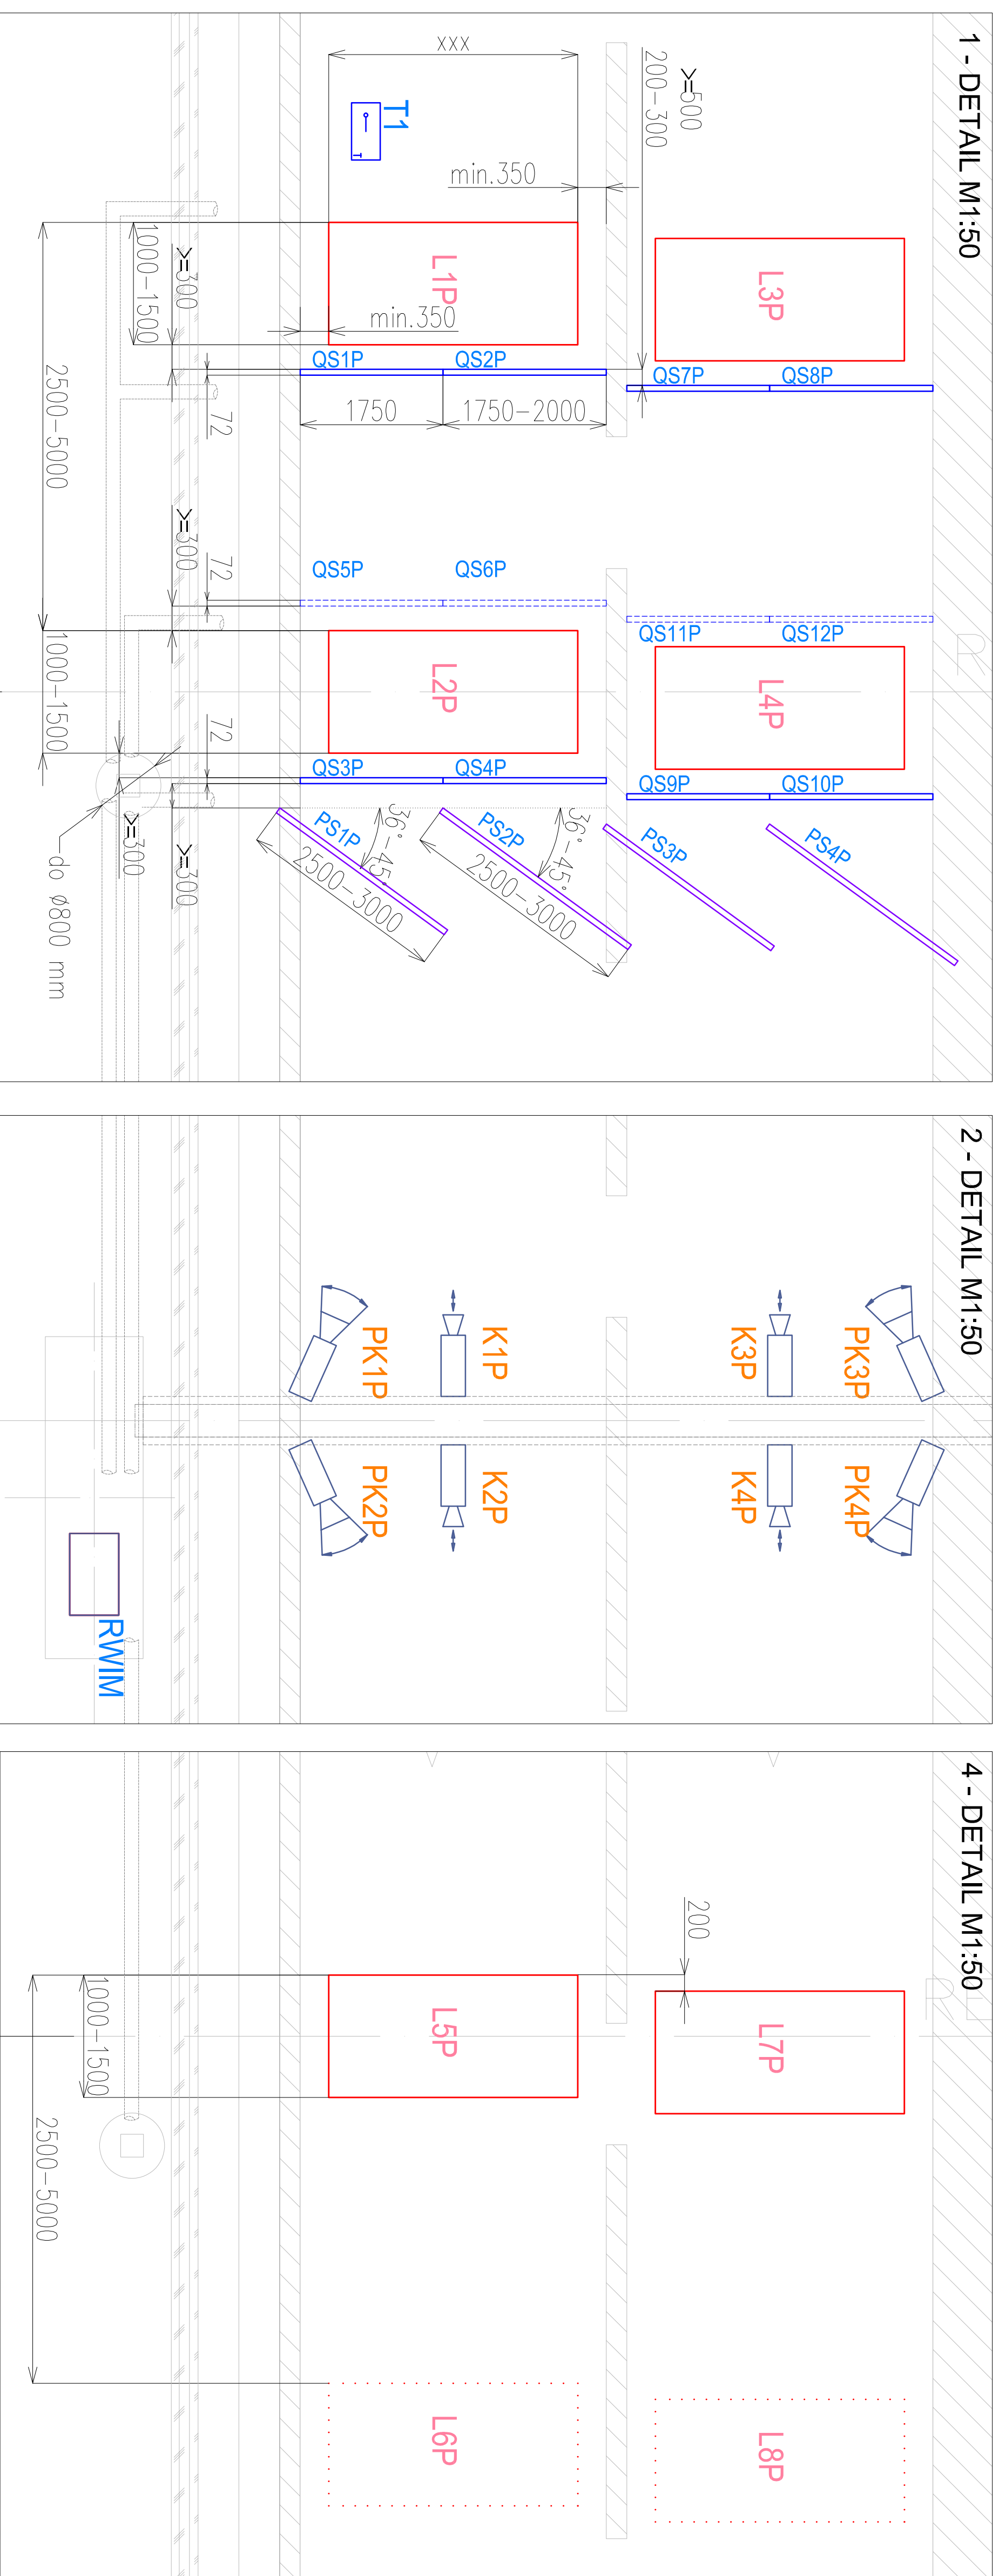 1 - DETAIL M1:50
xxx
>=500
200-300
T1
min.350
L1P
L3P
>=300
1000-1500
min.350
QS1P
QS2P
QS7P
QS8P
72
1750
1750-2000
2500-5000
>=300
72
QS5P
QS6P
QS11P
QS12P
R
1000-1500
L2P
L4P
72
QS3P
QS4P
QS9P
QS10P
>=300
>=300
PS1P
36°-45°
2500-3000
PS2P
36°-45°
2500-3000
PS3P
PS4P
do ø800 mm
2 - DETAIL M1:50
PK1P
K1P
K3P
PK3P
PK2P
K2P
K4P
PK4P
RWIM
4 - DETAIL M1:50
200
RE
L5P
L7P
1000-1500
2500-5000
L6P
L8P